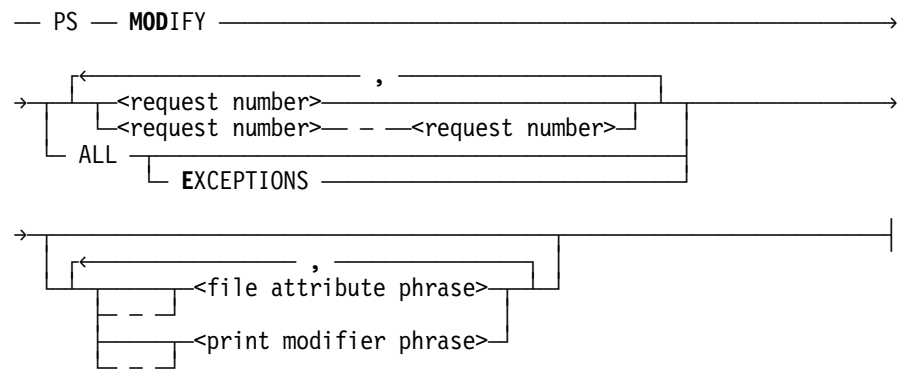 PS MODIFY
,
<request number>
<request number> – <request number>
ALL
EXCEPTIONS
,
<file attribute phrase>
–
<print modifier phrase>
–